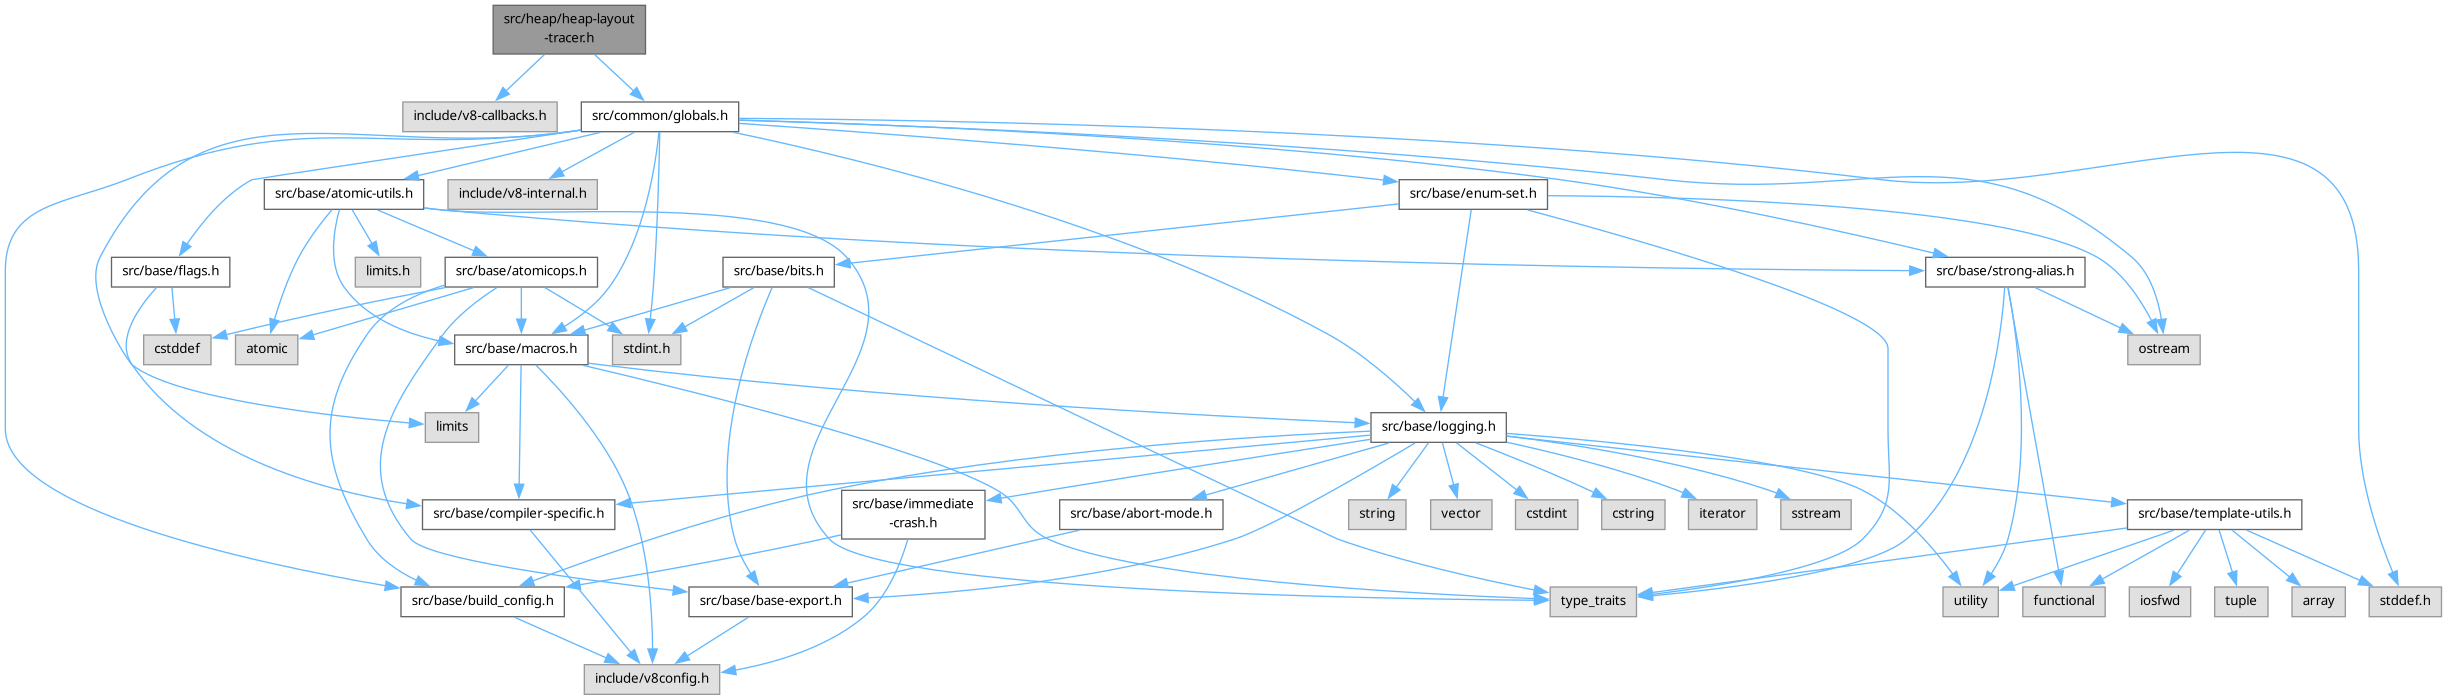 src/heap/heap-layout
-tracer.h
include/v8-callbacks.h
src/common/globals.h
src/base/atomic-utils.h
include/v8-internal.h
src/base/enum-set.h
src/base/flags.h
limits.h
src/base/atomicops.h
src/base/bits.h
src/base/strong-alias.h
cstddef
atomic
src/base/macros.h
stdint.h
ostream
limits
src/base/logging.h
src/base/compiler-specific.h
src/base/immediate
-crash.h
src/base/abort-mode.h
string
vector
cstdint
cstring
iterator
sstream
src/base/template-utils.h
src/base/build_config.h
src/base/base-export.h
type_traits
utility
functional
iosfwd
tuple
array
stddef.h
include/v8config.h